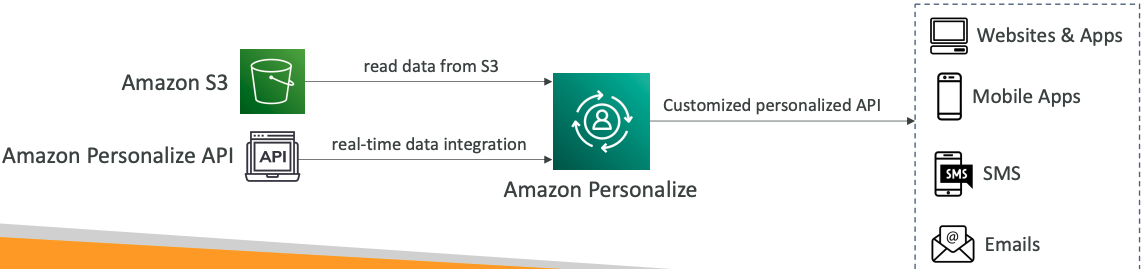 Amazon S3
read data from S3
Amazon Personalize API
API
real-time data integration
Amazon Personalize
Customized personalized API
Websites & Apps
Mobile Apps
SMS
SMS
@
Emails